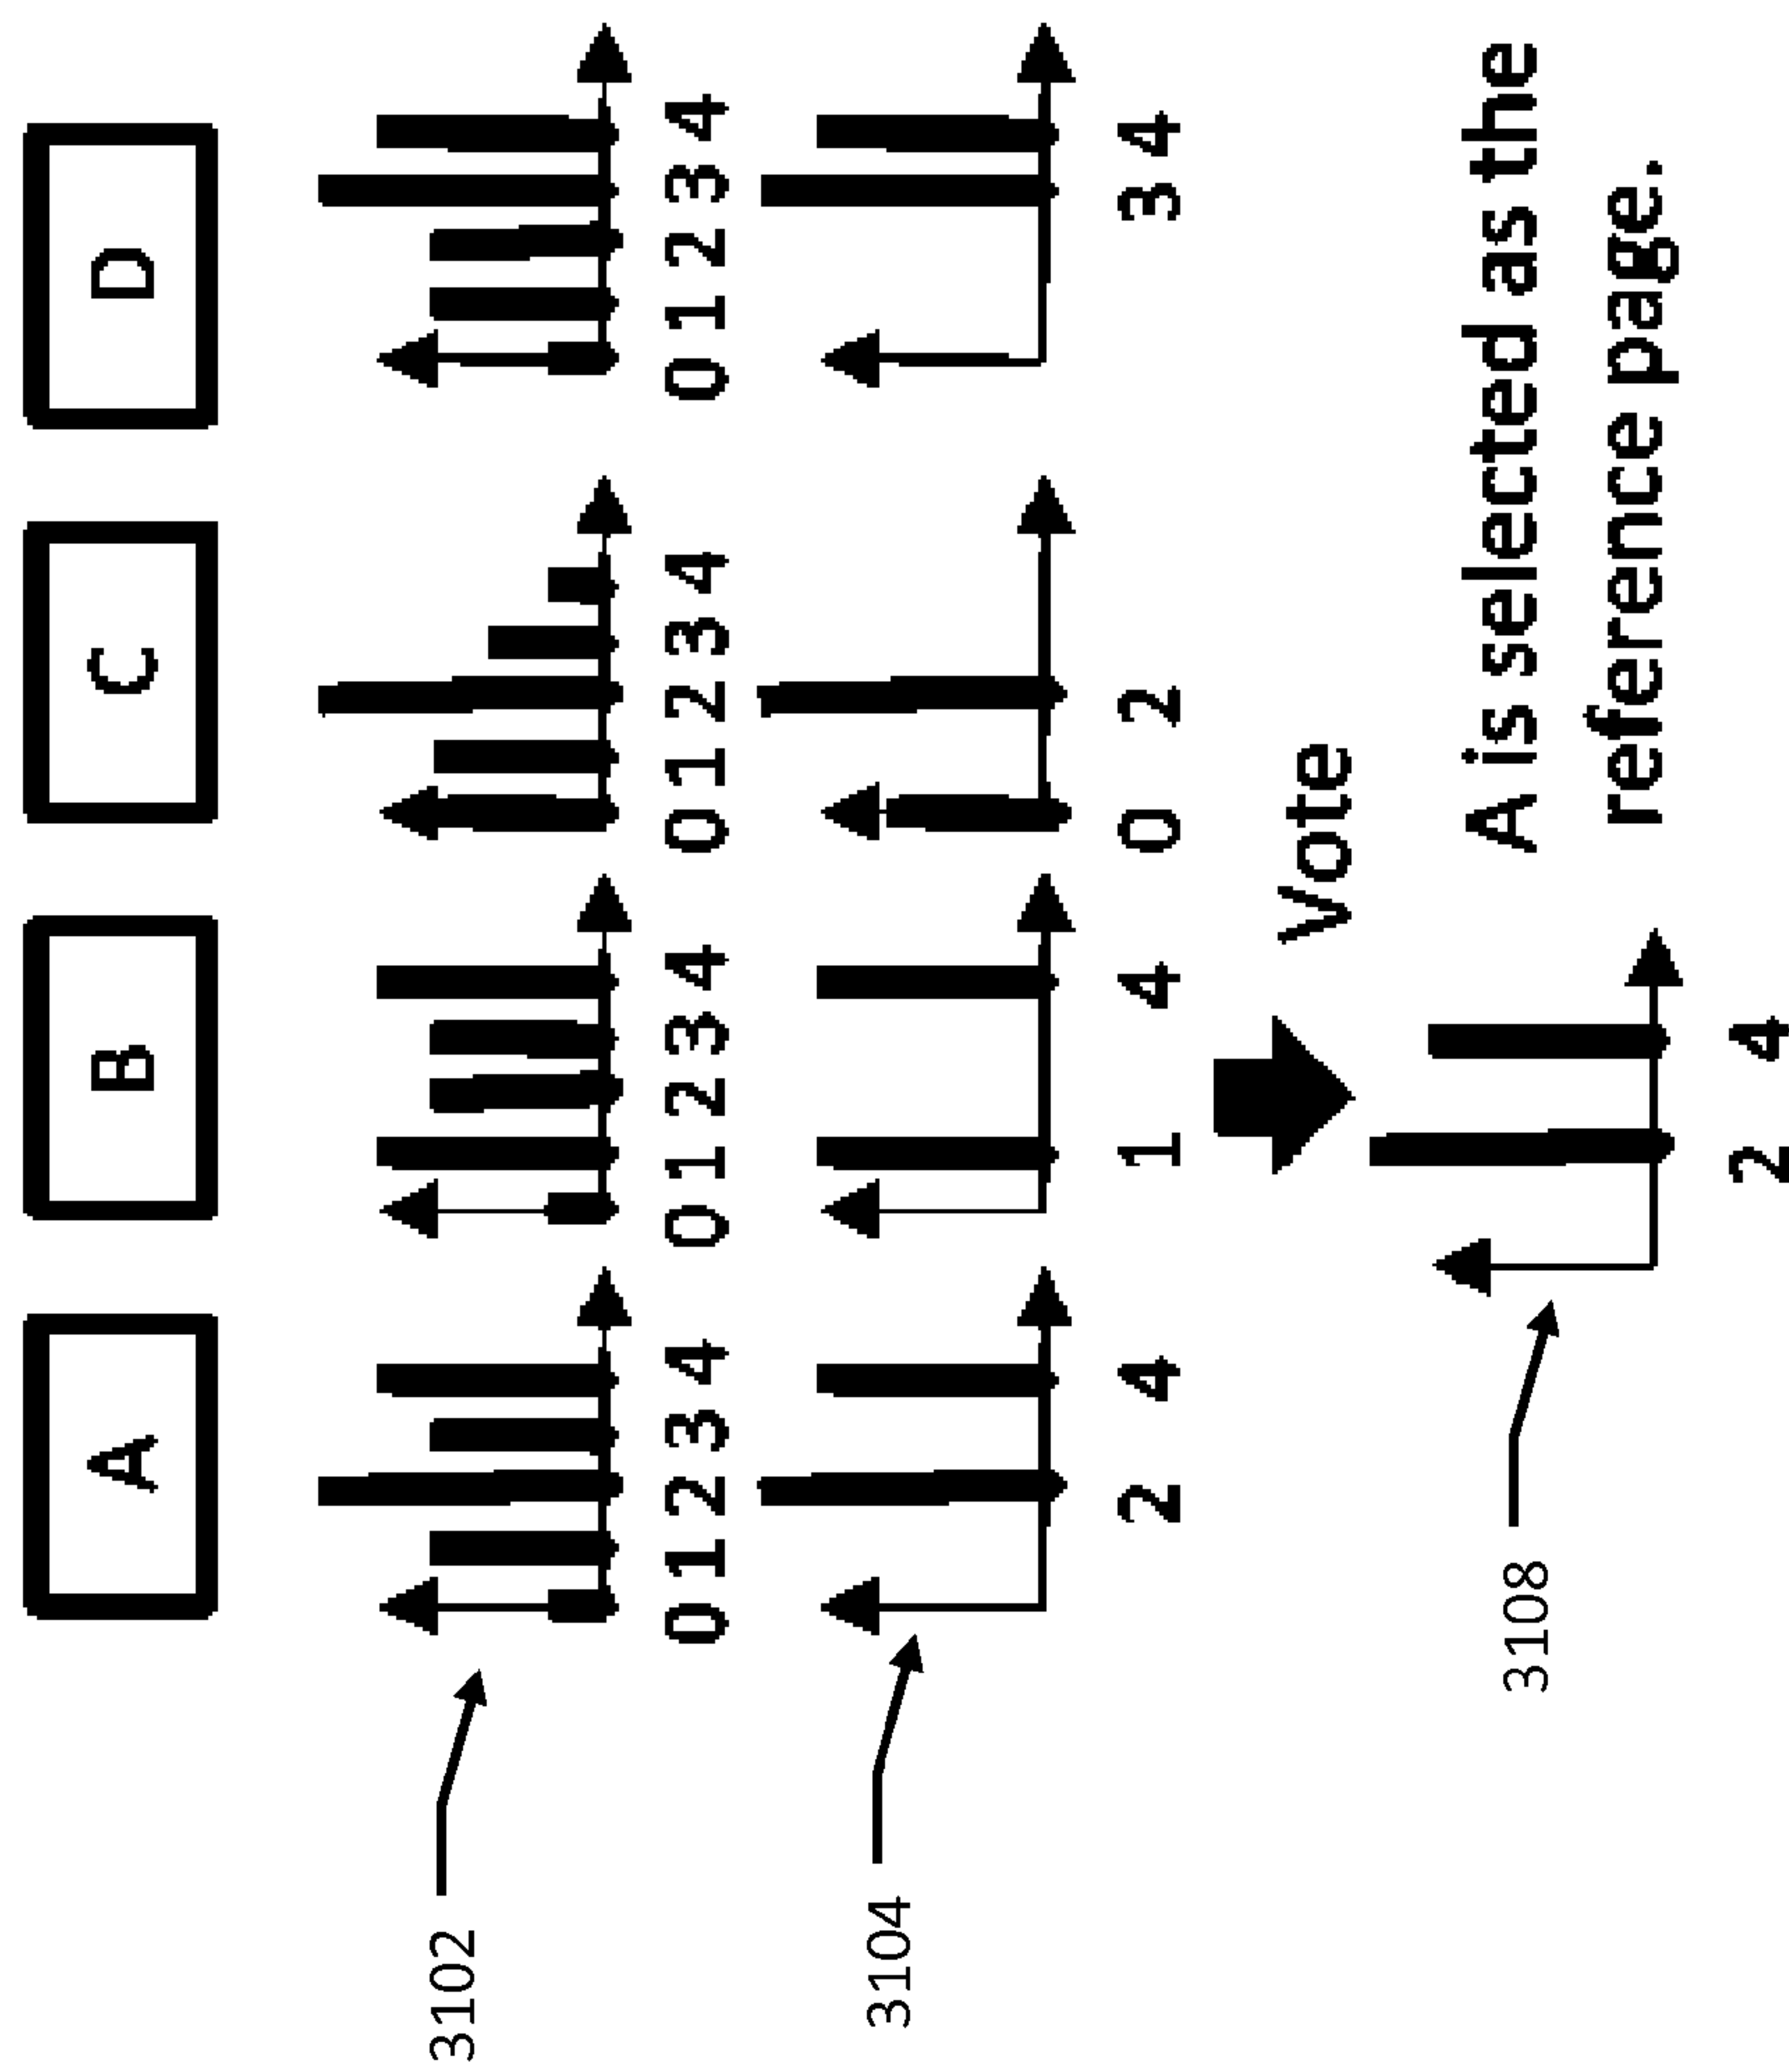 A B C D
3102
0 1 2 3 4 0 1 2 3 4 0 1 2 3 4 0 1 2 3 4
3104
2 4 1 4 0 2 3 4
Vote
3108
A is selected as the
reference page.
2 4